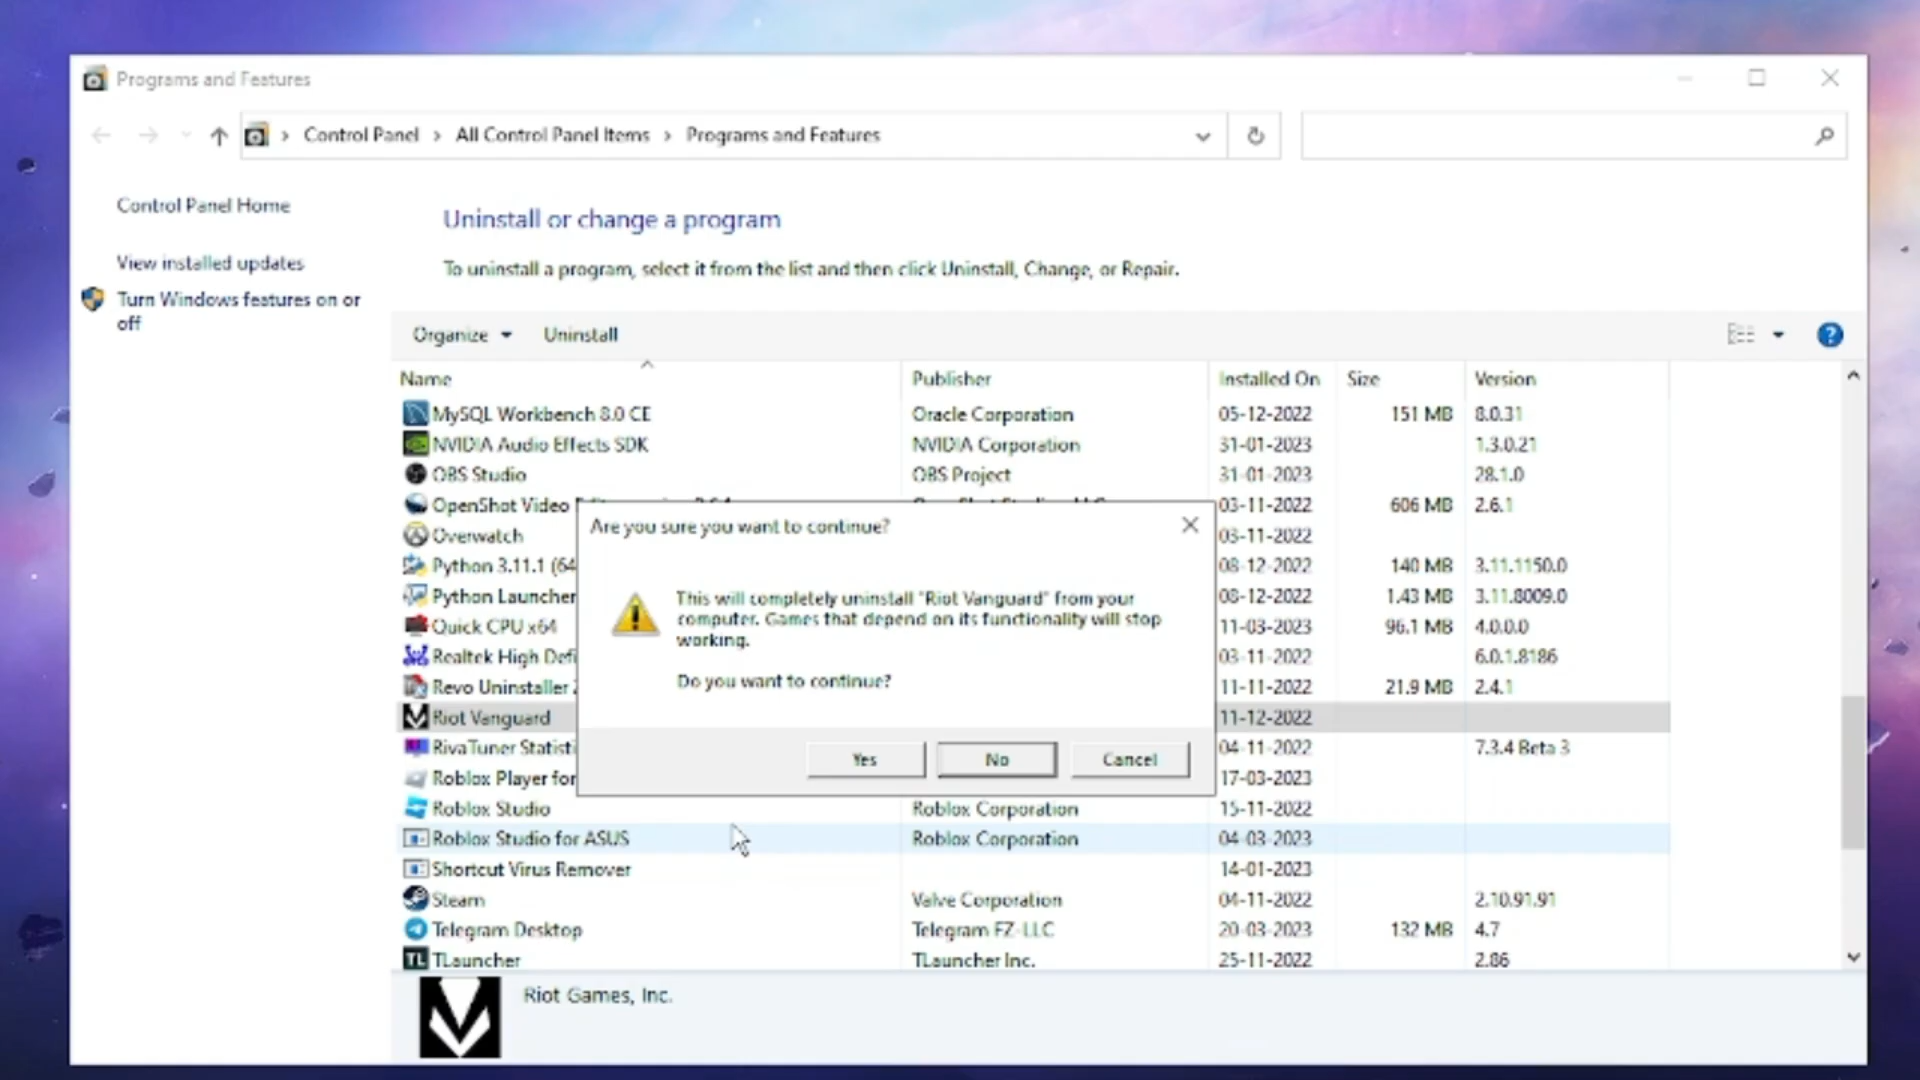 Programs and Features
Control Panel > All Control Panel Items > Programs and Features
Control Panel Home
View installed updates
Turn Windows features on or
off
Uninstall or change a program
To uninstall a program, select it from the list and then click Uninstall, Change, or Repair.
Organize Uninstall
Name Publisher Installed On Size Version
MySQL Workbench 8.0 CE Oracle Corporation 05-12-2022 151 MB 8.0.31
NVIDIA Audio Effects SDK NVIDIA Corporation 31-01-2023 1.3.0.21
OBS Studio OBS Project 31-01-2023 28.1.0
OpenShot Video 03-11-2022 606 MB 2.6.1
Overwatch 03-11-2022
Python 3.11.1 (64 08-12-2022 140 MB 3.11.1150.0
Python Launcher 08-12-2022 1.43 MB 3.11.8009.0
Quick CPU x64 11-03-2023 96.1 MB 4.0.0.0
Realtek High Defi 03-11-2022 6.0.1.8186
Revo Uninstaller 11-11-2022 21.9 MB 2.4.1
Riot Vanguard 11-12-2022
RivaTuner Statisti 04-11-2022 7.3.4 Beta 3
Roblox Player for 17-03-2023
Roblox Studio Roblox Corporation 15-11-2022
Roblox Studio for ASUS Roblox Corporation 04-03-2023
Shortcut Virus Remover 14-01-2023
Steam Valve Corporation 04-11-2022 2.10.91.91
Telegram Desktop Telegram FZ-LLC 20-03-2023 132 MB 4.7
TL TLauncher TLauncher Inc. 25-11-2022 2.86
Are you sure you want to continue?
This will completely uninstall "Riot Vanguard" from your
computer. Games that depend on its functionality will stop
working.
Do you want to continue?
Yes No Cancel
Riot Games, Inc.